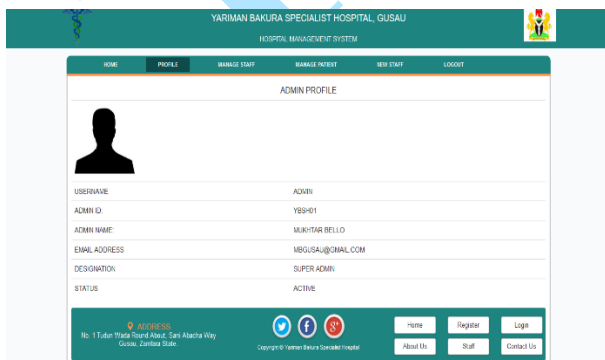 YARIMAN BAKURA SPECIALIST HOSPITAL, GUSAU
HOSPITAL MANAGEMENT SYSTEM
HOME PROFILE MANAGE STAFF MANAGE PATIENT NEW STAFF LOGOUT
ADMIN PROFILE
USERNAME ADMIN
ADMIN ID. YBSH01
ADMIN NAME: MUKHTAR BELLO
EMAIL ADDRESS MBGUSAU@GMAIL.COM
DESIGNATION SUPER ADMIN
STATUS ACTIVE
ADDRESS
No. 1 Tudun Wada Round About, Sani Abacha Way
Gusau, Zamfara State.
Copyright © Yariman Bakura Specialist Hospital
Home Register Login
About Us Staff Contact Us